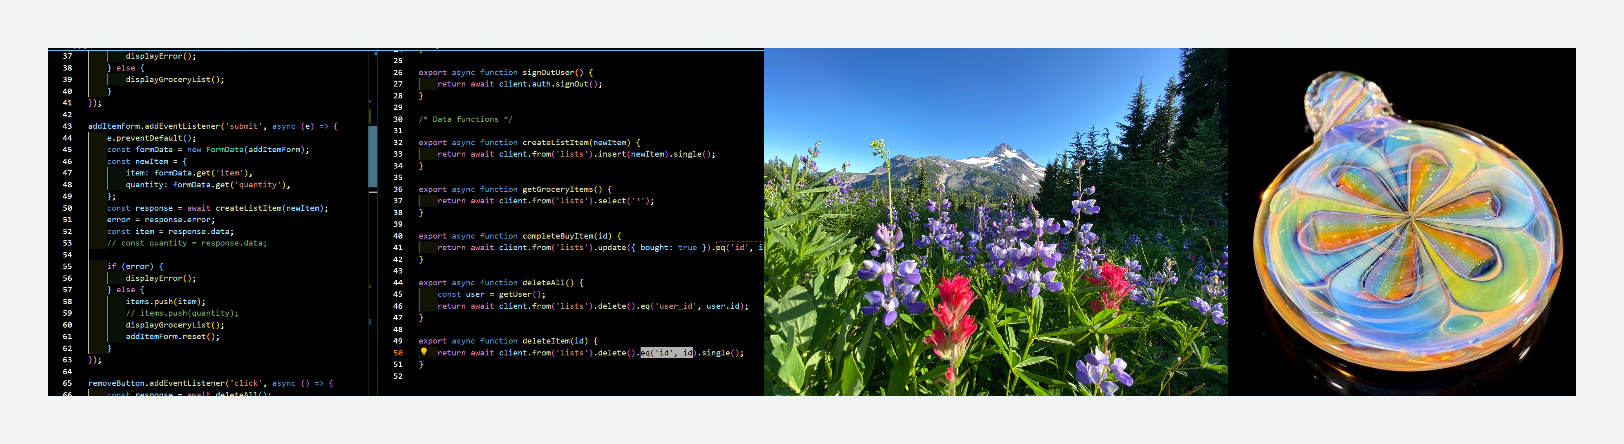 37 displayError();
38 } else {
39 displayGroceryList();
40 }
41 });
42
43 addItemForm.addEventListener('submit', async (e) => {
44 e.preventDefault();
45 const formData = new FormData(addItemForm);
46 const newItem = {
47 item: formData.get('item'),
48 quantity: formData.get('quantity'),
49 };
50 const response = await createListItem(newItem);
51 error = response.error;
52 const item = response.data;
53 // const quantity = response.data;
54
55 if (error) {
56 displayError();
57 } else {
58 items.push(item);
59 // items.push(quantity);
60 displayGroceryList();
61 addItemForm.reset();
62 }
63 });
64
65 removeButton.addEventListener('click', async () => {
66 const response = await deleteAll();
25
26 export async function signOutUser() {
27 return await client.auth.signOut();
28 }
29
30 /* Data functions */
31
32 export async function createListItem(newItem) {
33 return await client.from('lists').insert(newItem).single();
34 }
35
36 export async function getGroceryItems() {
37 return await client.from('lists').select('*');
38 }
39
40 export async function completeBuyItem(id) {
41 return await client.from('lists').update({ bought: true }).eq('id', i
42 }
43
44 export async function deleteAll() {
45 const user = getUser();
46 return await client.from('lists').delete().eq('user_id', user.id);
47 }
48
49 export async function deleteItem(id) {
50 return await client.from('lists').delete().eq('id', id).single();
51 }
52